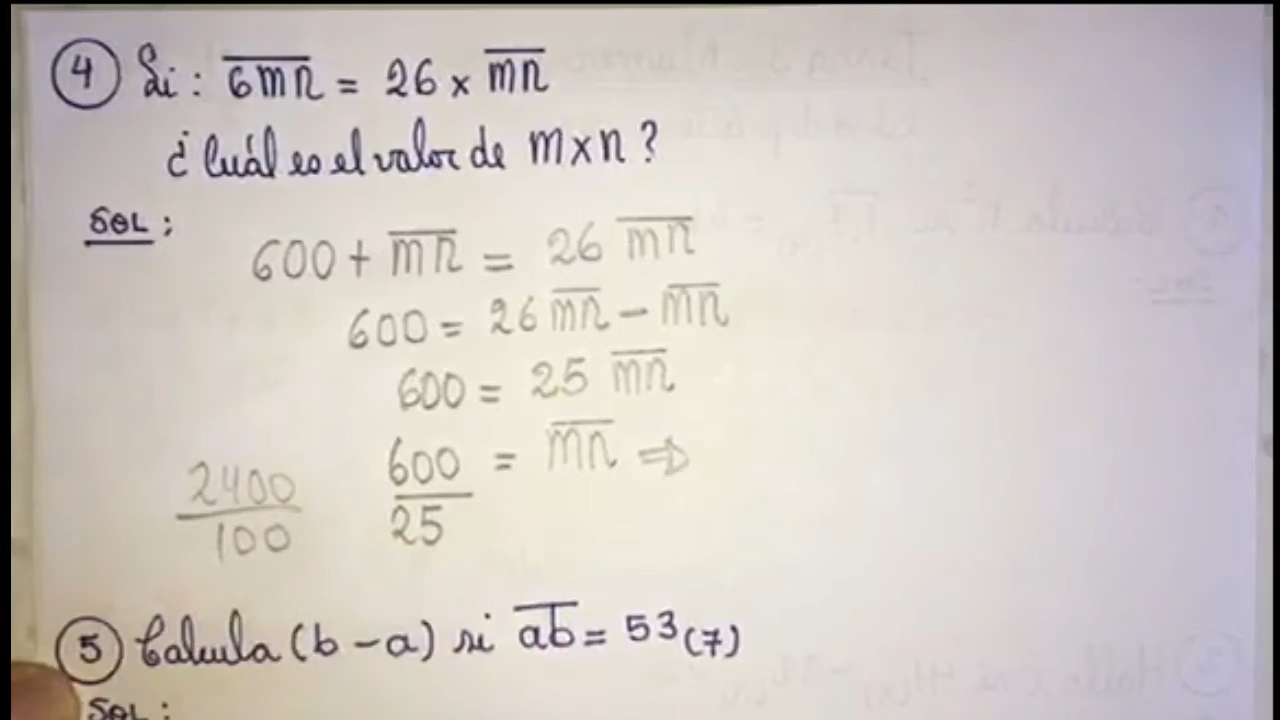 4 Si : 6mn = 26 x mn
¿Cuál es el valor de mxn?
SOL :
600 + mn = 26 mn
600 = 26 mn - mn
600 = 25 mn
600/25 = mn ⇒
2400/100
5 Calcula (b - a) si ab = 53(7)
SOL :